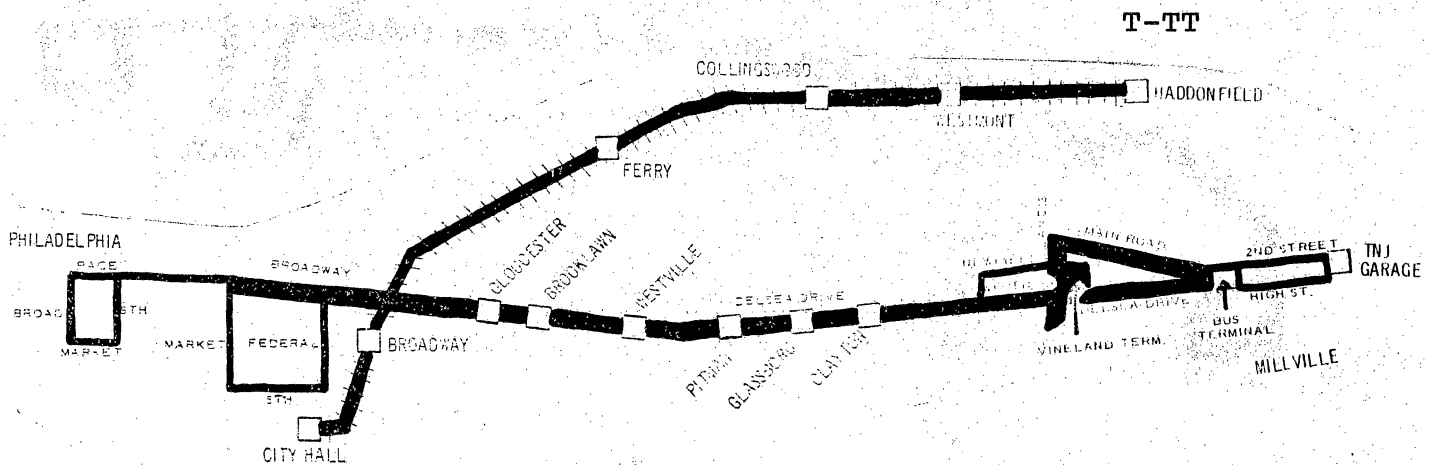 T-TT
COLLINGSWOOD
HADDONFIELD
WESTMONT
FERRY
GLOUCESTER
BROOKLAWN
WESTVILLE
PHILADELPHIA
RACE
BROADWAY
BROAD
5TH
MARKET
MARKET
FEDERAL
5TH
BROADWAY
CITY HALL
DELSEA DRIVE
PITMAN
GLASSBORO
CLAYTON
MAIN ROAD
2ND STREET
TNJ
GARAGE
HIGH ST.
DELSEA DRIVE
BUS
TERMINAL
VINELAND TERM.
MILLVILLE